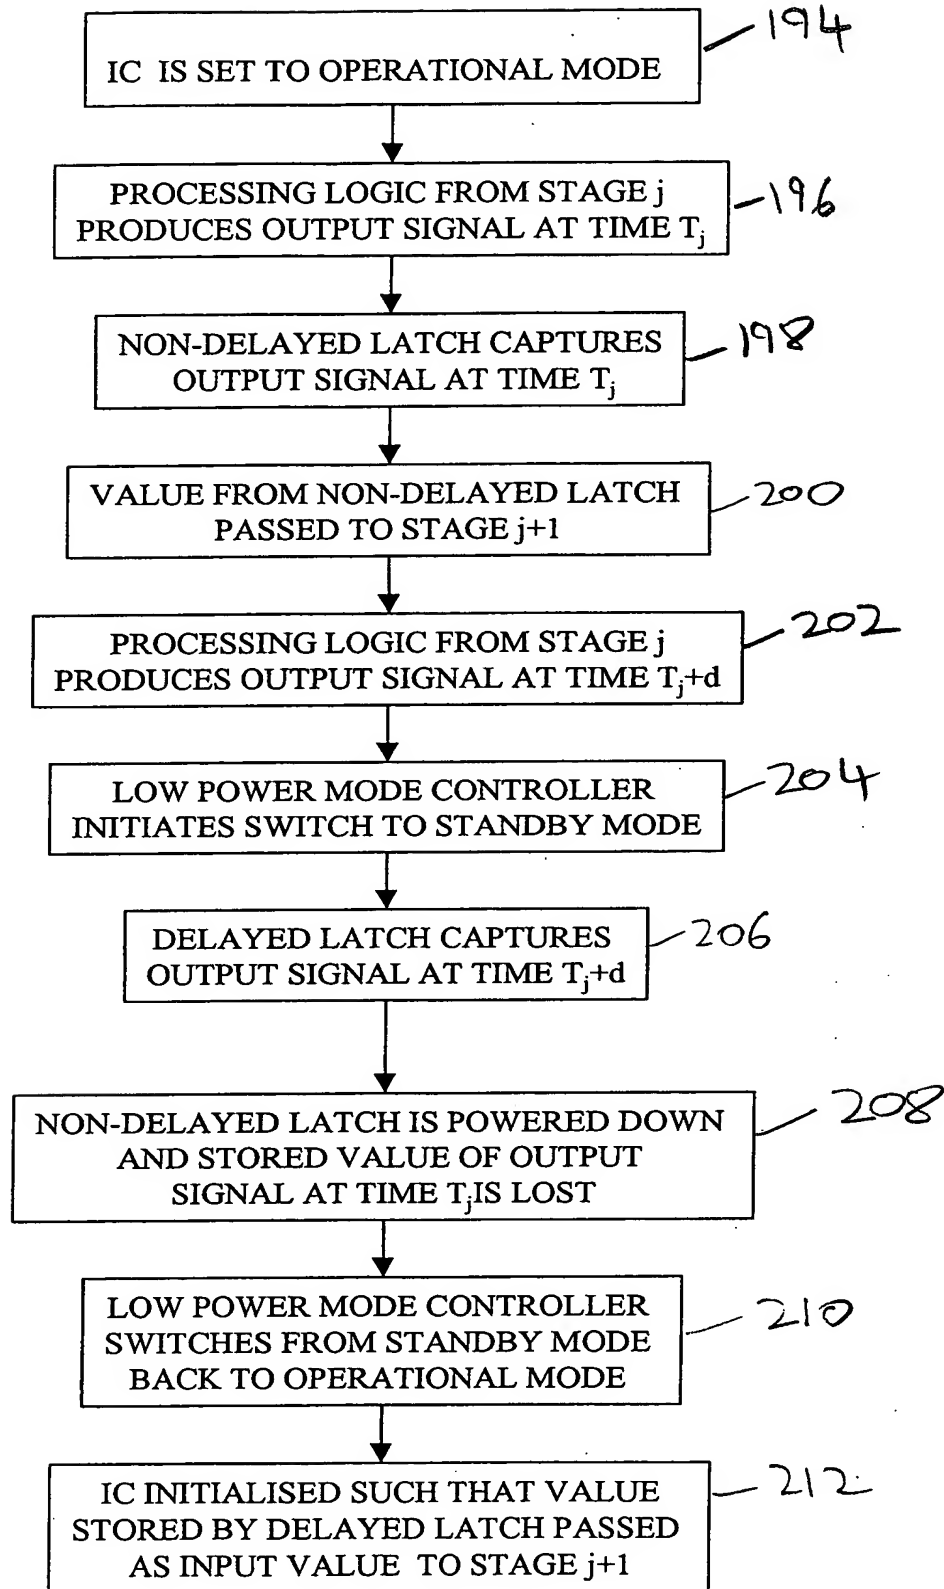 IC IS SET TO OPERATIONAL MODE
194
PROCESSING LOGIC FROM STAGE j
PRODUCES OUTPUT SIGNAL AT TIME Tj
196
NON-DELAYED LATCH CAPTURES
OUTPUT SIGNAL AT TIME Tj
198
VALUE FROM NON-DELAYED LATCH
PASSED TO STAGE j+1
200
PROCESSING LOGIC FROM STAGE j
PRODUCES OUTPUT SIGNAL AT TIME Tj+d
202
LOW POWER MODE CONTROLLER
INITIATES SWITCH TO STANDBY MODE
204
DELAYED LATCH CAPTURES
OUTPUT SIGNAL AT TIME Tj+d
206
NON-DELAYED LATCH IS POWERED DOWN
AND STORED VALUE OF OUTPUT
SIGNAL AT TIME Tj IS LOST
208
LOW POWER MODE CONTROLLER
SWITCHES FROM STANDBY MODE
BACK TO OPERATIONAL MODE
210
IC INITIALISED SUCH THAT VALUE
STORED BY DELAYED LATCH PASSED
AS INPUT VALUE TO STAGE j+1
212